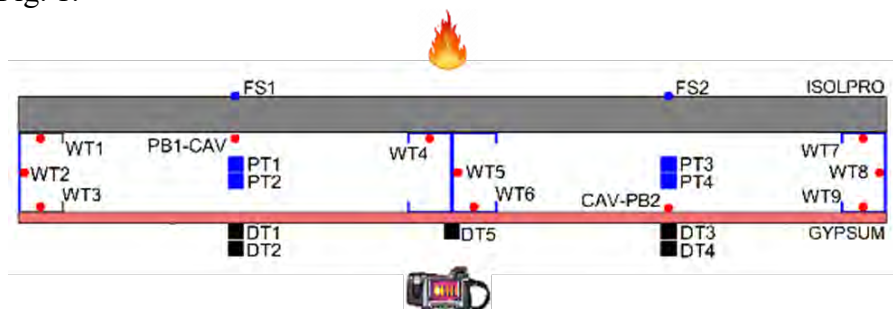 Fig. 1.
FS1 FS2 ISOLPRO
WT1 PB1-CAV WT4 WT7
WT2 PT1 WT5 PT3 WT8
PT2 PT4
WT3 WT6 CAV-PB2 WT9
DT1 DT5 DT3 GYPSUM
DT2 DT4